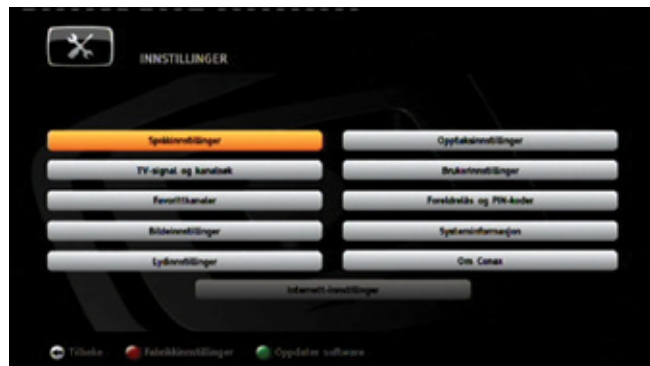 INNSTILLINGER
Språkinnstillinger
Opptaksinnstillinger
TV-signal og kanalsøk
Brukerinnstillinger
Favorittkanaler
Foreldrelås og PIN-koder
Bildeinnstillinger
Systeminformasjon
Lydinnstillinger
Om Conax
Internett-innstillinger
Tilbake Fabrikkinnstillinger Oppdater software